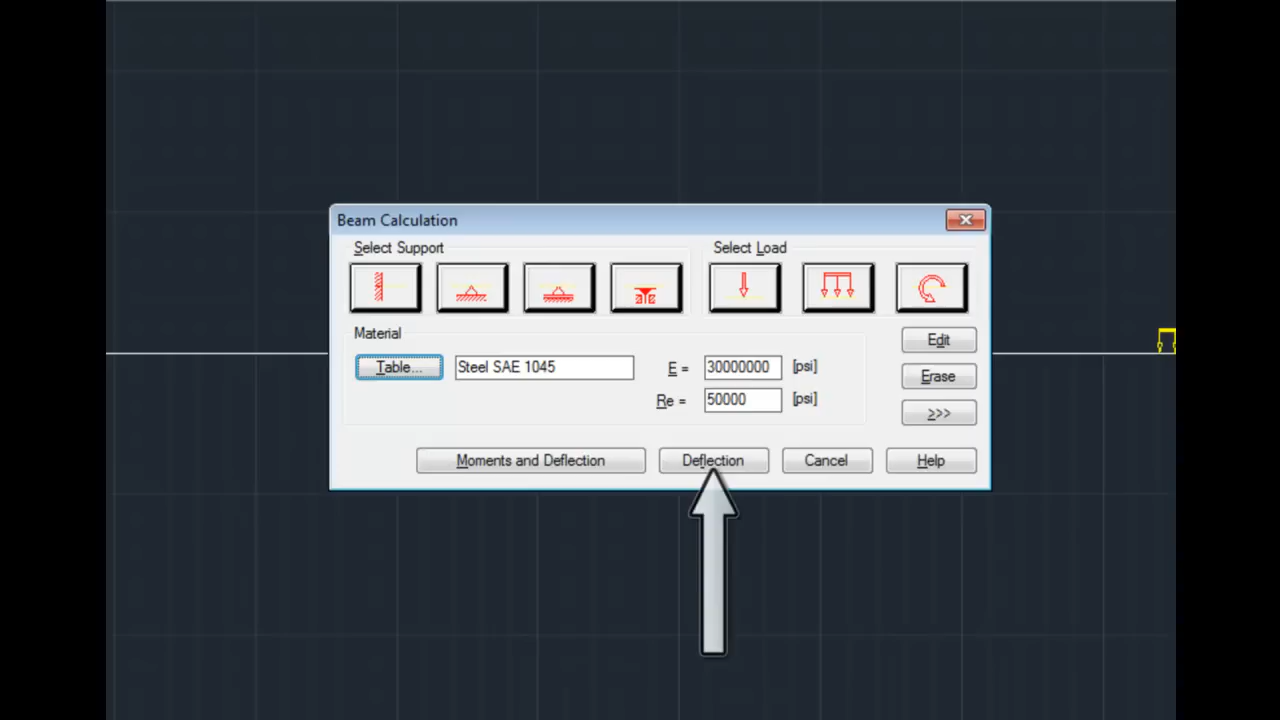 Beam Calculation
Select Support
Select Load
Material
Table...
Steel SAE 1045
E =
30000000
[psi]
Re =
50000
[psi]
Edit
Erase
>>>
Moments and Deflection
Deflection
Cancel
Help